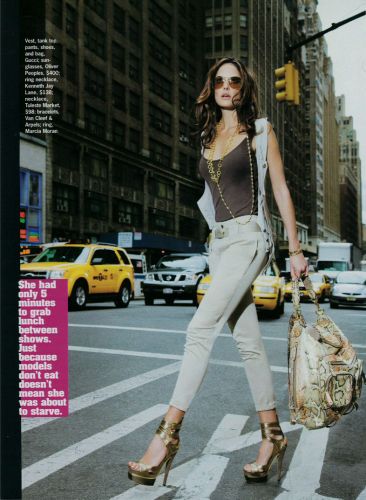 Vest, tank top
pants, shoes,
and bag,
Gucci; sun-
glasses, Oliver
Peoples, $400;
ring necklace,
Kenneth Jay
Lane, $138;
necklace,
Tuleste Market,
$98; bracelets,
Van Cleef &
Arpels; ring,
Marcia Moran
She had
only 5
minutes
to grab
lunch
between
shows.
Just
because
models
don't eat
doesn't
mean she
was about
to starve.